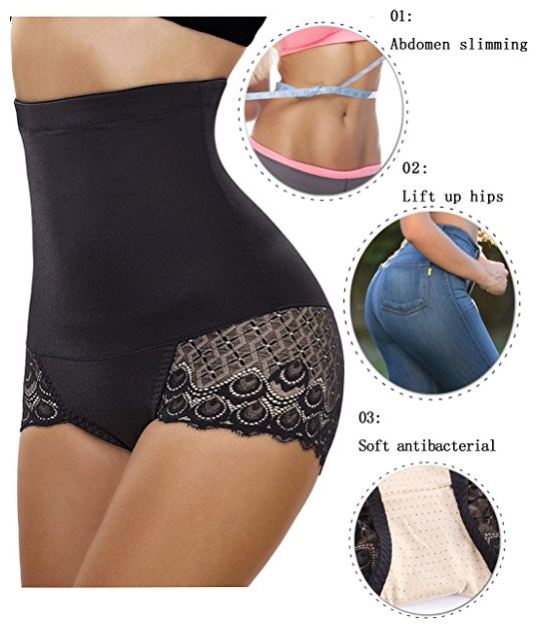 01:
Abdomen slimming
02:
Lift up hips
03:
Soft antibacterial